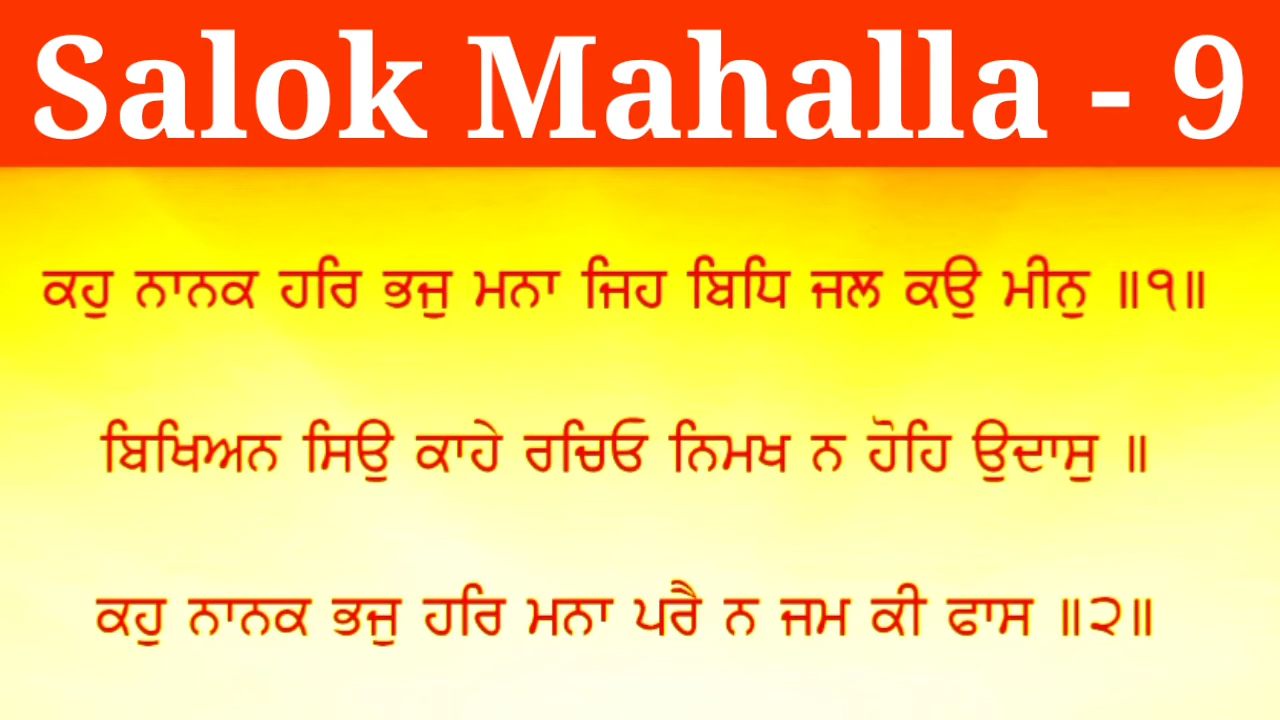 Salok Mahalla - 9
ਕਹੁ ਨਾਨਕ ਹਰਿ ਭਜੁ ਮਨਾ ਜਿਹ ਬਿਧਿ ਜਲ ਕਉ ਮੀਨੁ ॥੧॥
ਬਿਖਿਅਨ ਸਿਉ ਕਾਹੇ ਰਚਿਓ ਨਿਮਖ ਨ ਹੋਹਿ ਉਦਾਸੁ ॥
ਕਹੁ ਨਾਨਕ ਭਜੁ ਹਰਿ ਮਨਾ ਪਰੈ ਨ ਜਮ ਕੀ ਫਾਸ ॥੨॥